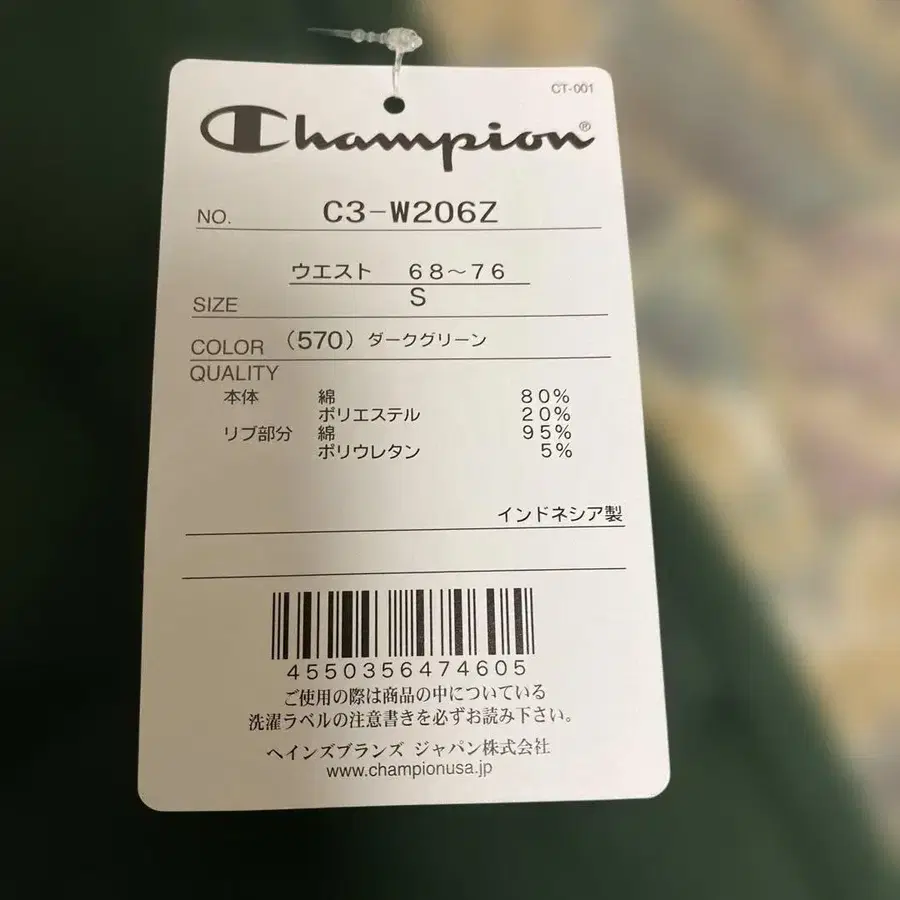 CT-001
Champion®
NO. C3-W206Z
ウエスト 68〜76
SIZE S
COLOR (570) ダークグリーン
QUALITY
本体 綿 80%
ポリエステル 20%
リブ部分 綿 95%
ポリウレタン 5%
インドネシア製
4550356474605
ご使用の際は商品の中についている
洗濯ラベルの注意書きを必ずお読み下さい。
ヘインズブランズ ジャパン株式会社
www.championusa.jp